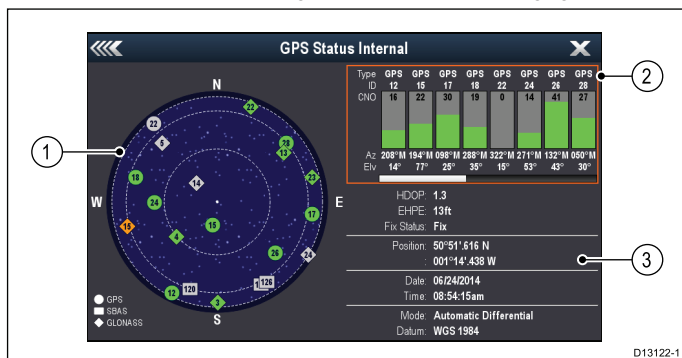 GPS Status Internal
1
N
W
E
S
22
22
5
28
13
18
14
23
24
17
15
15
4
26
24
12
120
126
3
GPS
SBAS
GLONASS
Type GPS GPS GPS GPS GPS GPS GPS GPS
ID 12 15 17 18 22 24 26 28
CNO 16 22 30 19 0 14 41 27
Az 208°M 194°M 098°M 288°M 322°M 271°M 132°M 050°M
Elv 14° 77° 25° 35° 15° 53° 43° 30°
2
HDOP: 1.3
EHPE: 13ft
Fix Status: Fix
Position: 50°51'.616 N
: 001°14'.438 W
3
Date: 06/24/2014
Time: 08:54:15am
Mode: Automatic Differential
Datum: WGS 1984
D13122-1